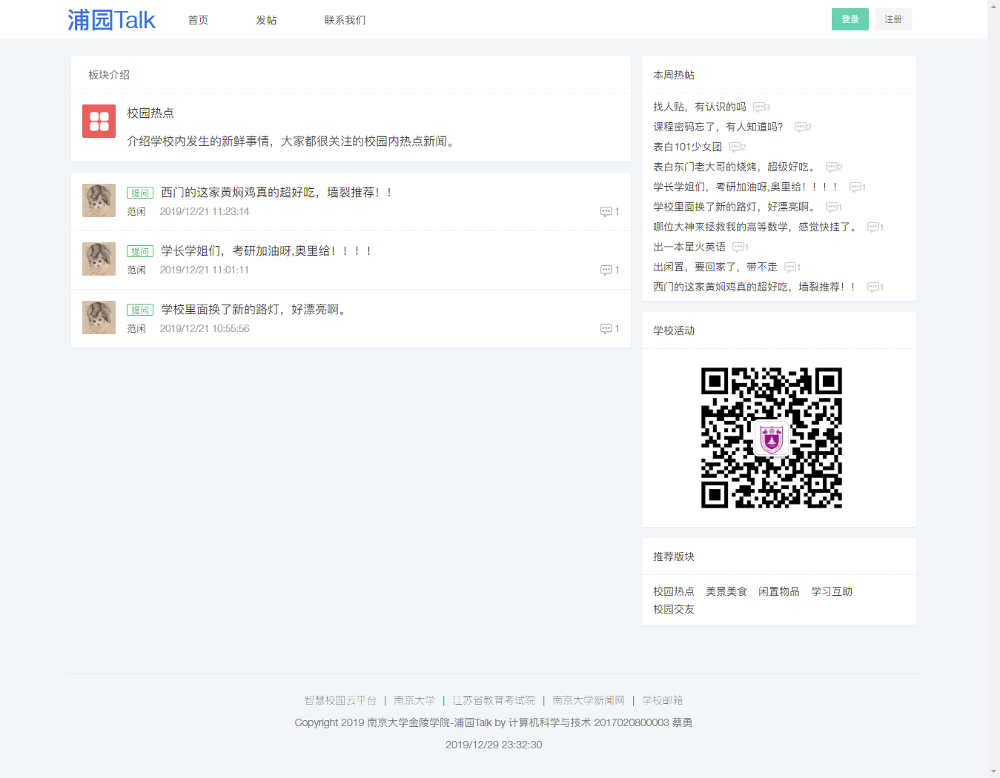 浦园Talk 首页 发帖 联系我们 登录 注册
板块介绍
校园热点
介绍学校内发生的新鲜事情，大家都很关注的校园内热点新闻。
提问 西门的这家黄焖鸡真的超好吃，墙裂推荐！！
范闲 2019/12/21 11:23:14 1
提问 学长学姐们，考研加油呀,奥里给！！！！
范闲 2019/12/21 11:01:11 1
提问 学校里面换了新的路灯，好漂亮啊。
范闲 2019/12/21 10:55:56 1
本周热帖
找人贴，有认识的吗 3
课程密码忘了，有人知道吗？ 2
表白101少女团 2
表白东门老大哥的烧烤，超级好吃。 2
学长学姐们，考研加油呀,奥里给！！！！ 1
学校里面换了新的路灯，好漂亮啊。 1
哪位大神来拯救我的高等数学，感觉快挂了。 1
出一本星火英语 1
出闲置，要回家了，带不走 1
西门的这家黄焖鸡真的超好吃，墙裂推荐！！ 1
学校活动
推荐版块
校园热点 美景美食 闲置物品 学习互助
校园交友
智慧校园云平台 | 南京大学 | 江苏省教育考试院 | 南京大学新闻网 | 学校邮箱
Copyright 2019 南京大学金陵学院-浦园Talk by 计算机科学与技术 2017020800003 蔡勇
2019/12/29 23:32:30